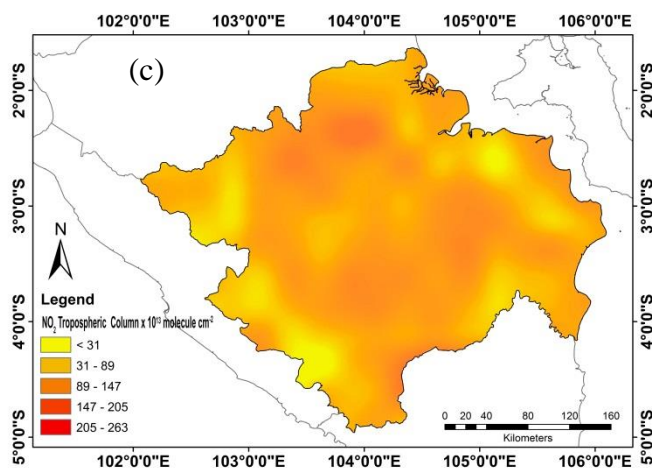 102°0'0"E 103°0'0"E 104°0'0"E 105°0'0"E 106°0'0"E
(c)
2°0'0"S 2°0'0"S
3°0'0"S 3°0'0"S
N
Legend
NO₂ Tropospheric Column x 10¹³ molecule cm⁻²
4°0'0"S 4°0'0"S
< 31
31 - 89
89 - 147
147 - 205
205 - 263
0 20 40 80 120 160
Kilometers
5°0'0"S 5°0'0"S
102°0'0"E 103°0'0"E 104°0'0"E 105°0'0"E 106°0'0"E